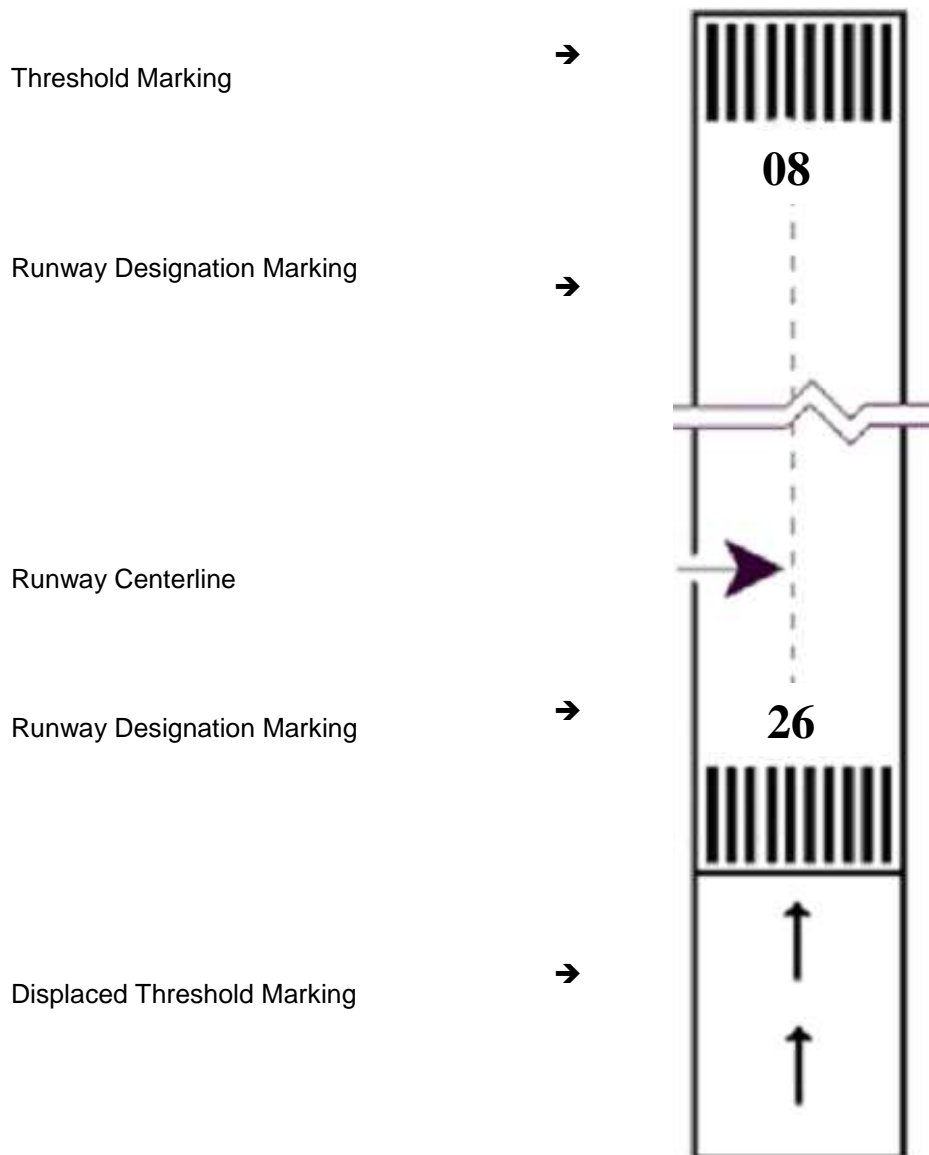 Threshold Marking
08
Runway Designation Marking
Runway Centerline
Runway Designation Marking
26
Displaced Threshold Marking